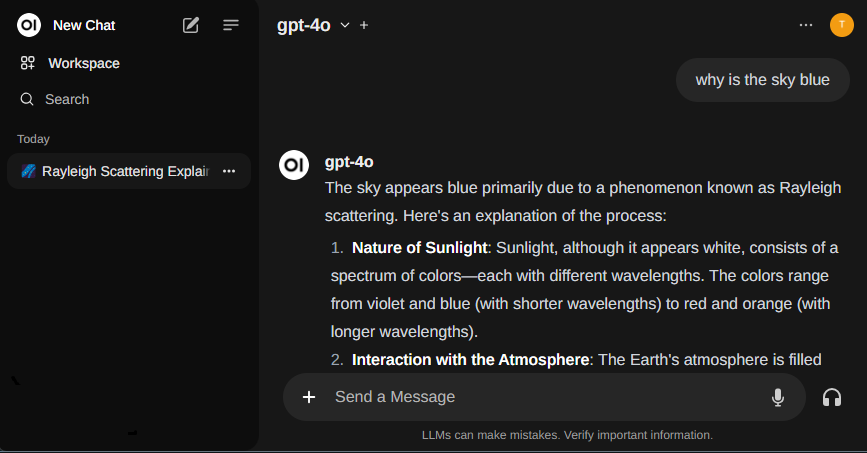 OI New Chat
gpt-4o
T
Workspace
why is the sky blue
Search
Today
Rayleigh Scattering Explain
OI gpt-4o
The sky appears blue primarily due to a phenomenon known as Rayleigh
scattering. Here's an explanation of the process:
1. Nature of Sunlight: Sunlight, although it appears white, consists of a
spectrum of colors—each with different wavelengths. The colors range
from violet and blue (with shorter wavelengths) to red and orange (with
longer wavelengths).
2. Interaction with the Atmosphere: The Earth's atmosphere is filled
Send a Message
LLMs can make mistakes. Verify important information.